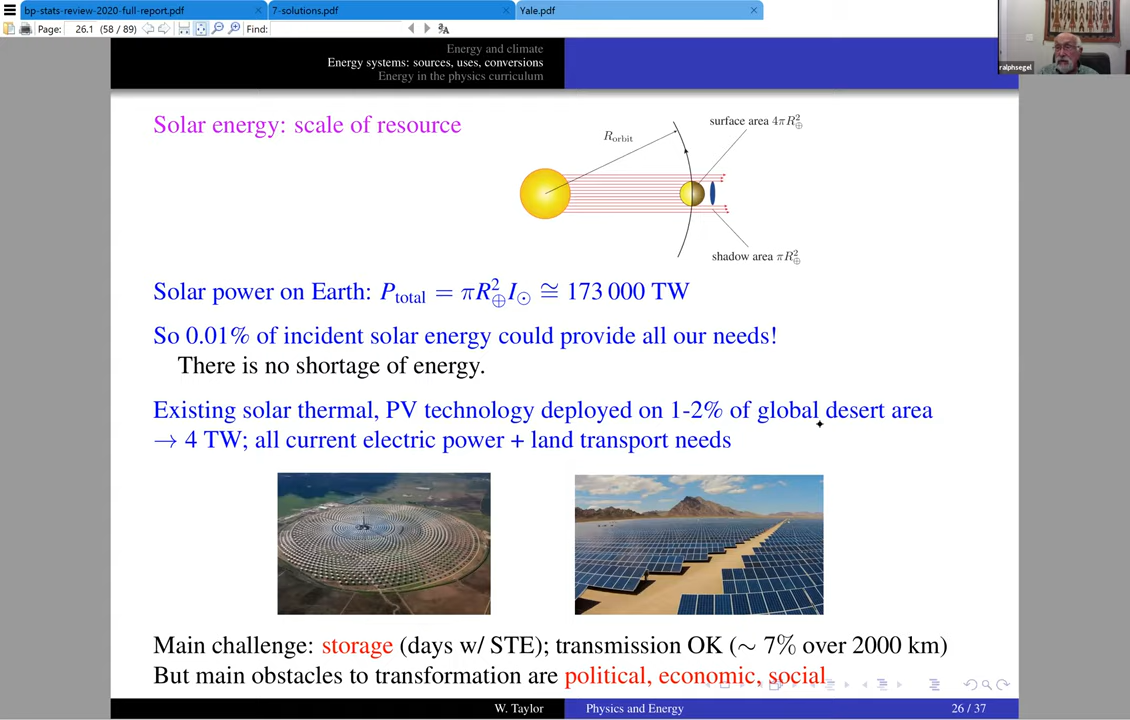 bp-stats-review-2020-full-report.pdf
7-solutions.pdf
Yale.pdf
Page: 26.1 (58 / 89)
Find:
ralphsegel
Energy and climate
Energy systems: sources, uses, conversions
Energy in the physics curriculum
Solar energy: scale of resource
surface area 4πR²⊕
R_orbit
shadow area πR²⊕
Solar power on Earth: P_total = πR²⊕I⊙ ≅ 173 000 TW
So 0.01% of incident solar energy could provide all our needs!
There is no shortage of energy.
Existing solar thermal, PV technology deployed on 1-2% of global desert area
→ 4 TW; all current electric power + land transport needs
Main challenge: storage (days w/ STE); transmission OK (∼ 7% over 2000 km)
But main obstacles to transformation are political, economic, social
W. Taylor
Physics and Energy
26 / 37